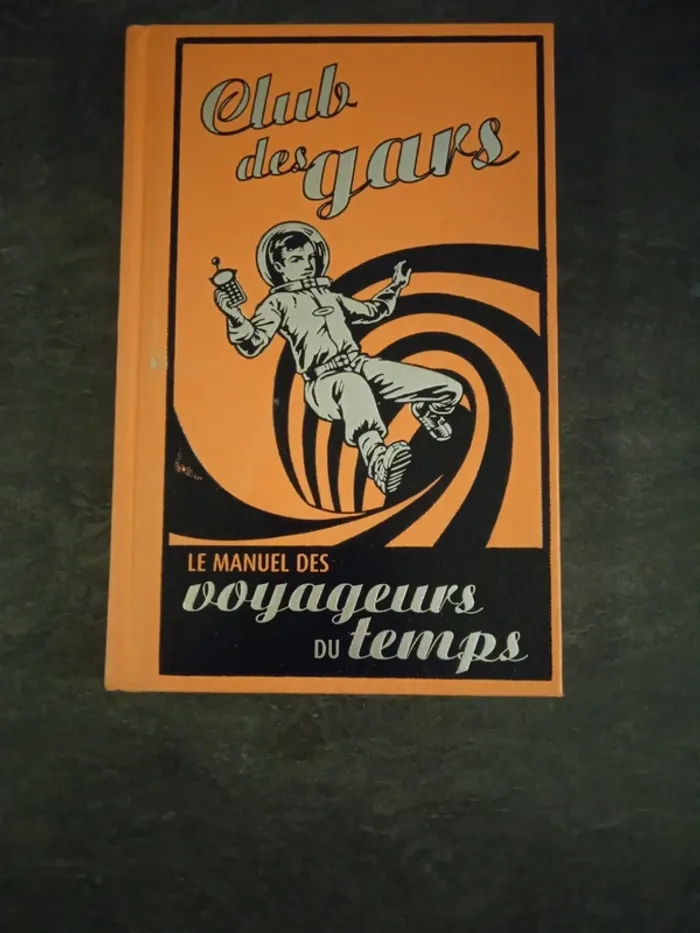 Club
des gars
LE MANUEL DES
voyageurs
DU temps